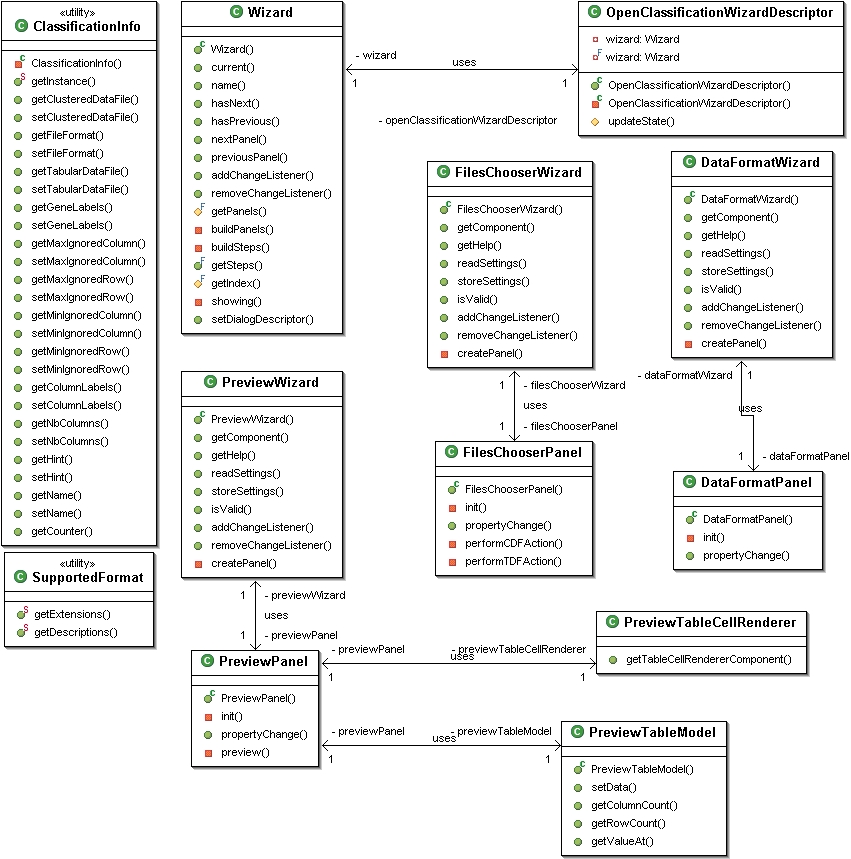 «utility»
C ClassificationInfo
ClassificationInfo()
getInstance()
getClusteredDataFile()
setClusteredDataFile()
getFileFormat()
setFileFormat()
getTabularDataFile()
setTabularDataFile()
getGeneLabels()
setGeneLabels()
getMaxIgnoredColumn()
setMaxIgnoredColumn()
getMaxIgnoredRow()
setMaxIgnoredRow()
getMinIgnoredColumn()
setMinIgnoredColumn()
getMinIgnoredRow()
setMinIgnoredRow()
getColumnLabels()
setColumnLabels()
getNbColumns()
setNbColumns()
getHint()
setHint()
getName()
setName()
getCounter()
«utility»
C SupportedFormat
getExtensions()
getDescriptions()
C Wizard
Wizard()
current()
name()
hasNext()
hasPrevious()
nextPanel()
previousPanel()
addChangeListener()
removeChangeListener()
getPanels()
buildPanels()
buildSteps()
getSteps()
getIndex()
showing()
setDialogDescriptor()
- wizard
uses
1
1
- openClassificationWizardDescriptor
C OpenClassificationWizardDescriptor
wizard: Wizard
wizard: Wizard
OpenClassificationWizardDescriptor()
OpenClassificationWizardDescriptor()
updateState()
C FilesChooserWizard
FilesChooserWizard()
getComponent()
getHelp()
readSettings()
storeSettings()
isValid()
addChangeListener()
removeChangeListener()
createPanel()
1 - filesChooserWizard
uses
1 - filesChooserPanel
C FilesChooserPanel
FilesChooserPanel()
init()
propertyChange()
performCDFAction()
performTDFAction()
C DataFormatWizard
DataFormatWizard()
getComponent()
getHelp()
readSettings()
storeSettings()
isValid()
addChangeListener()
removeChangeListener()
createPanel()
- dataFormatWizard 1
uses
1 - dataFormatPanel
C DataFormatPanel
DataFormatPanel()
init()
propertyChange()
C PreviewWizard
PreviewWizard()
getComponent()
getHelp()
readSettings()
storeSettings()
isValid()
addChangeListener()
removeChangeListener()
createPanel()
1 - previewWizard
uses
1 - previewPanel
C PreviewPanel
PreviewPanel()
init()
propertyChange()
preview()
- previewPanel
uses
- previewTableCellRenderer
1
1
C PreviewTableCellRenderer
getTableCellRendererComponent()
- previewPanel
uses
- previewTableModel
1
1
C PreviewTableModel
PreviewTableModel()
setData()
getColumnCount()
getRowCount()
getValueAt()